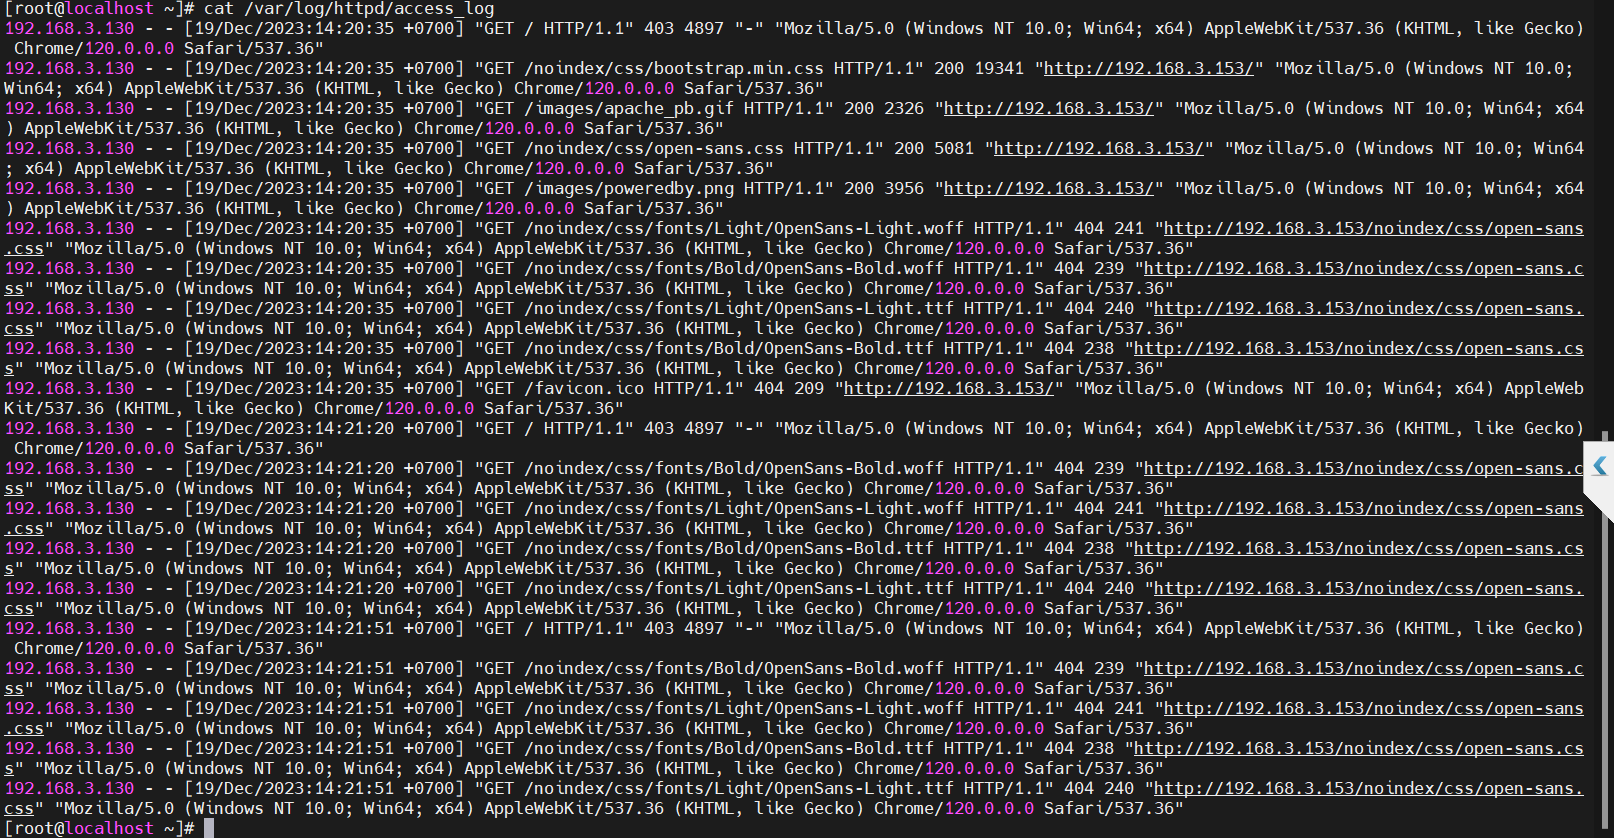 [root@localhost ~]# cat /var/log/httpd/access_log
192.168.3.130 - - [19/Dec/2023:14:20:35 +0700] "GET / HTTP/1.1" 403 4897 "-" "Mozilla/5.0 (Windows NT 10.0; Win64; x64) AppleWebKit/537.36 (KHTML, like Gecko)
 Chrome/120.0.0.0 Safari/537.36"
192.168.3.130 - - [19/Dec/2023:14:20:35 +0700] "GET /noindex/css/bootstrap.min.css HTTP/1.1" 200 19341 "http://192.168.3.153/" "Mozilla/5.0 (Windows NT 10.0;
Win64; x64) AppleWebKit/537.36 (KHTML, like Gecko) Chrome/120.0.0.0 Safari/537.36"
192.168.3.130 - - [19/Dec/2023:14:20:35 +0700] "GET /images/apache_pb.gif HTTP/1.1" 200 2326 "http://192.168.3.153/" "Mozilla/5.0 (Windows NT 10.0; Win64; x64
) AppleWebKit/537.36 (KHTML, like Gecko) Chrome/120.0.0.0 Safari/537.36"
192.168.3.130 - - [19/Dec/2023:14:20:35 +0700] "GET /noindex/css/open-sans.css HTTP/1.1" 200 5081 "http://192.168.3.153/" "Mozilla/5.0 (Windows NT 10.0; Win64
; x64) AppleWebKit/537.36 (KHTML, like Gecko) Chrome/120.0.0.0 Safari/537.36"
192.168.3.130 - - [19/Dec/2023:14:20:35 +0700] "GET /images/poweredby.png HTTP/1.1" 200 3956 "http://192.168.3.153/" "Mozilla/5.0 (Windows NT 10.0; Win64; x64
) AppleWebKit/537.36 (KHTML, like Gecko) Chrome/120.0.0.0 Safari/537.36"
192.168.3.130 - - [19/Dec/2023:14:20:35 +0700] "GET /noindex/css/fonts/Light/OpenSans-Light.woff HTTP/1.1" 404 241 "http://192.168.3.153/noindex/css/open-sans
.css" "Mozilla/5.0 (Windows NT 10.0; Win64; x64) AppleWebKit/537.36 (KHTML, like Gecko) Chrome/120.0.0.0 Safari/537.36"
192.168.3.130 - - [19/Dec/2023:14:20:35 +0700] "GET /noindex/css/fonts/Bold/OpenSans-Bold.woff HTTP/1.1" 404 239 "http://192.168.3.153/noindex/css/open-sans.c
ss" "Mozilla/5.0 (Windows NT 10.0; Win64; x64) AppleWebKit/537.36 (KHTML, like Gecko) Chrome/120.0.0.0 Safari/537.36"
192.168.3.130 - - [19/Dec/2023:14:20:35 +0700] "GET /noindex/css/fonts/Light/OpenSans-Light.ttf HTTP/1.1" 404 240 "http://192.168.3.153/noindex/css/open-sans.
css" "Mozilla/5.0 (Windows NT 10.0; Win64; x64) AppleWebKit/537.36 (KHTML, like Gecko) Chrome/120.0.0.0 Safari/537.36"
192.168.3.130 - - [19/Dec/2023:14:20:35 +0700] "GET /noindex/css/fonts/Bold/OpenSans-Bold.ttf HTTP/1.1" 404 238 "http://192.168.3.153/noindex/css/open-sans.cs
s" "Mozilla/5.0 (Windows NT 10.0; Win64; x64) AppleWebKit/537.36 (KHTML, like Gecko) Chrome/120.0.0.0 Safari/537.36"
192.168.3.130 - - [19/Dec/2023:14:20:35 +0700] "GET /favicon.ico HTTP/1.1" 404 209 "http://192.168.3.153/" "Mozilla/5.0 (Windows NT 10.0; Win64; x64) AppleWeb
Kit/537.36 (KHTML, like Gecko) Chrome/120.0.0.0 Safari/537.36"
192.168.3.130 - - [19/Dec/2023:14:21:20 +0700] "GET / HTTP/1.1" 403 4897 "-" "Mozilla/5.0 (Windows NT 10.0; Win64; x64) AppleWebKit/537.36 (KHTML, like Gecko)
 Chrome/120.0.0.0 Safari/537.36"
192.168.3.130 - - [19/Dec/2023:14:21:20 +0700] "GET /noindex/css/fonts/Bold/OpenSans-Bold.woff HTTP/1.1" 404 239 "http://192.168.3.153/noindex/css/open-sans.c
ss" "Mozilla/5.0 (Windows NT 10.0; Win64; x64) AppleWebKit/537.36 (KHTML, like Gecko) Chrome/120.0.0.0 Safari/537.36"
192.168.3.130 - - [19/Dec/2023:14:21:20 +0700] "GET /noindex/css/fonts/Light/OpenSans-Light.woff HTTP/1.1" 404 241 "http://192.168.3.153/noindex/css/open-sans
.css" "Mozilla/5.0 (Windows NT 10.0; Win64; x64) AppleWebKit/537.36 (KHTML, like Gecko) Chrome/120.0.0.0 Safari/537.36"
192.168.3.130 - - [19/Dec/2023:14:21:20 +0700] "GET /noindex/css/fonts/Bold/OpenSans-Bold.ttf HTTP/1.1" 404 238 "http://192.168.3.153/noindex/css/open-sans.cs
s" "Mozilla/5.0 (Windows NT 10.0; Win64; x64) AppleWebKit/537.36 (KHTML, like Gecko) Chrome/120.0.0.0 Safari/537.36"
192.168.3.130 - - [19/Dec/2023:14:21:20 +0700] "GET /noindex/css/fonts/Light/OpenSans-Light.ttf HTTP/1.1" 404 240 "http://192.168.3.153/noindex/css/open-sans.
css" "Mozilla/5.0 (Windows NT 10.0; Win64; x64) AppleWebKit/537.36 (KHTML, like Gecko) Chrome/120.0.0.0 Safari/537.36"
192.168.3.130 - - [19/Dec/2023:14:21:51 +0700] "GET / HTTP/1.1" 403 4897 "-" "Mozilla/5.0 (Windows NT 10.0; Win64; x64) AppleWebKit/537.36 (KHTML, like Gecko)
 Chrome/120.0.0.0 Safari/537.36"
192.168.3.130 - - [19/Dec/2023:14:21:51 +0700] "GET /noindex/css/fonts/Bold/OpenSans-Bold.woff HTTP/1.1" 404 239 "http://192.168.3.153/noindex/css/open-sans.c
ss" "Mozilla/5.0 (Windows NT 10.0; Win64; x64) AppleWebKit/537.36 (KHTML, like Gecko) Chrome/120.0.0.0 Safari/537.36"
192.168.3.130 - - [19/Dec/2023:14:21:51 +0700] "GET /noindex/css/fonts/Light/OpenSans-Light.woff HTTP/1.1" 404 241 "http://192.168.3.153/noindex/css/open-sans
.css" "Mozilla/5.0 (Windows NT 10.0; Win64; x64) AppleWebKit/537.36 (KHTML, like Gecko) Chrome/120.0.0.0 Safari/537.36"
192.168.3.130 - - [19/Dec/2023:14:21:51 +0700] "GET /noindex/css/fonts/Bold/OpenSans-Bold.ttf HTTP/1.1" 404 238 "http://192.168.3.153/noindex/css/open-sans.cs
s" "Mozilla/5.0 (Windows NT 10.0; Win64; x64) AppleWebKit/537.36 (KHTML, like Gecko) Chrome/120.0.0.0 Safari/537.36"
192.168.3.130 - - [19/Dec/2023:14:21:51 +0700] "GET /noindex/css/fonts/Light/OpenSans-Light.ttf HTTP/1.1" 404 240 "http://192.168.3.153/noindex/css/open-sans.
css" "Mozilla/5.0 (Windows NT 10.0; Win64; x64) AppleWebKit/537.36 (KHTML, like Gecko) Chrome/120.0.0.0 Safari/537.36"
[root@localhost ~]#